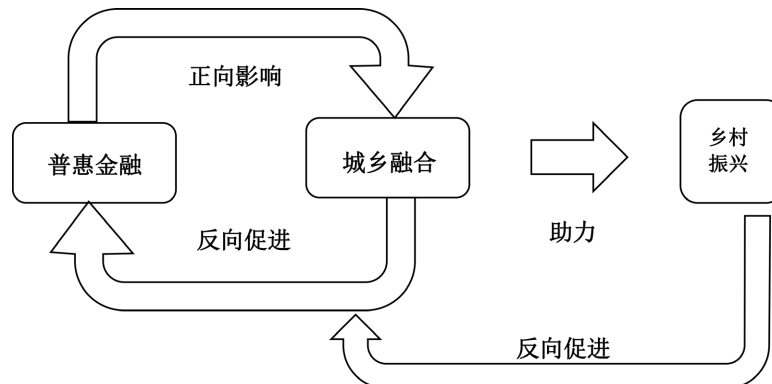 正向影响
普惠金融
城乡融合
乡村
振兴
反向促进
助力
反向促进